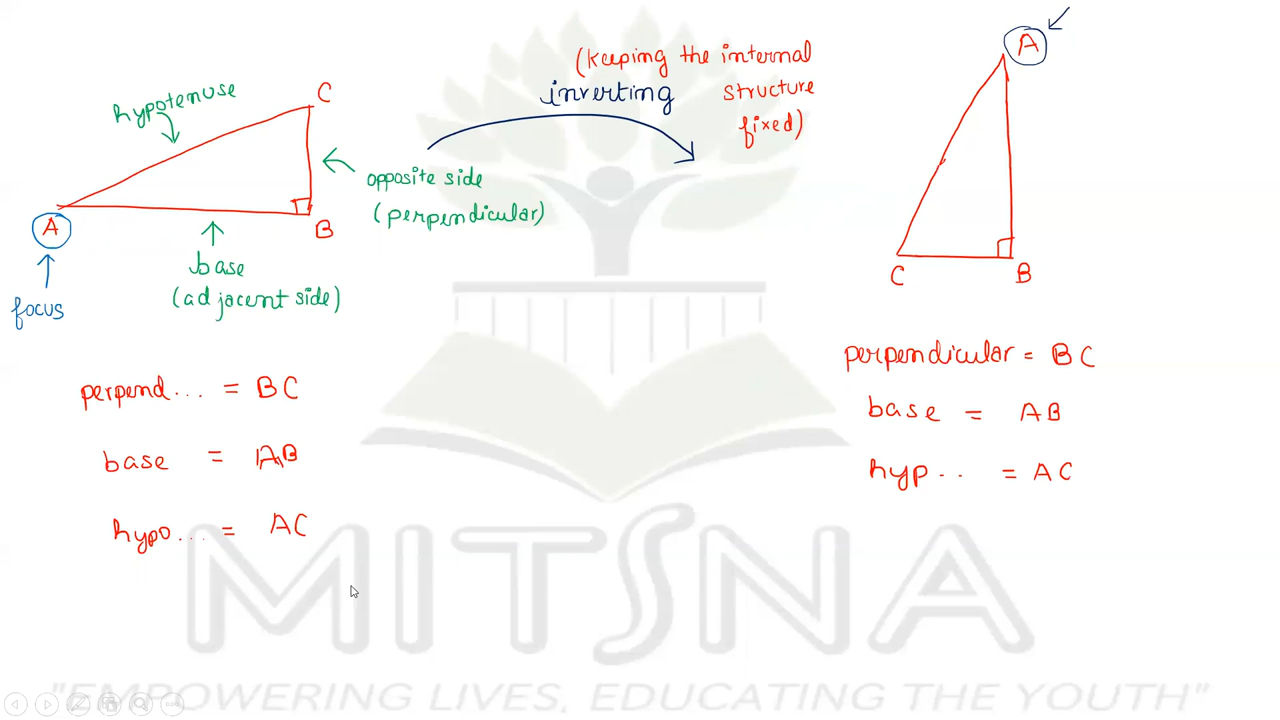 hypotenuse
C
A
B
opposite side
(perpendicular)
base
(adjacent side)
focus
(keeping the internal
structure
fixed)
inverting
A
C
B
perpend... = BC
base = AB
hypo... = AC
perpendicular = BC
base = AB
hyp.. = AC
MITSNA
"EMPOWERING LIVES, EDUCATING THE YOUTH"